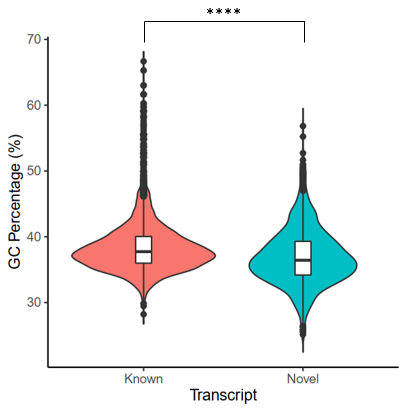 ****
70
60
50
40
30
GC Percentage (%)
Known
Novel
Transcript